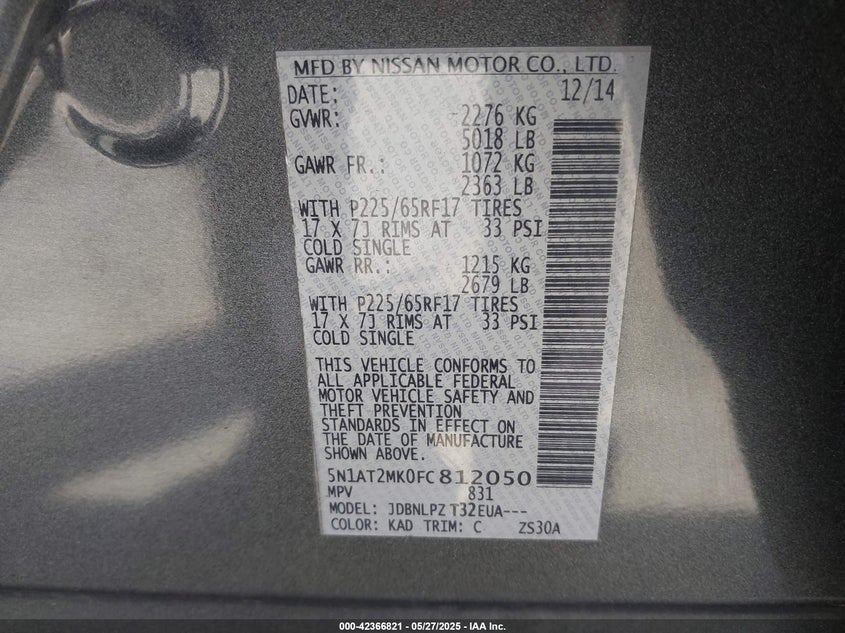 MFD BY NISSAN MOTOR CO., LTD.
DATE: 12/14
GVWR: 2276 KG
5018 LB
GAWR FR.: 1072 KG
2363 LB
WITH P225/65RF17 TIRES
17 X 7J RIMS AT 33 PSI
COLD SINGLE
GAWR RR.: 1215 KG
2679 LB
WITH P225/65RF17 TIRES
17 X 7J RIMS AT 33 PSI
COLD SINGLE
THIS VEHICLE CONFORMS TO
ALL APPLICABLE FEDERAL
MOTOR VEHICLE SAFETY AND
THEFT PREVENTION
STANDARDS IN EFFECT ON
THE DATE OF MANUFACTURE
SHOWN ABOVE.
5N1AT2MK0FC812050
MPV 831
MODEL: JDBNLPZ T32EUA---
COLOR: KAD TRIM: C ZS30A
000-42366821 | 05/27/2025 - IAA Inc.